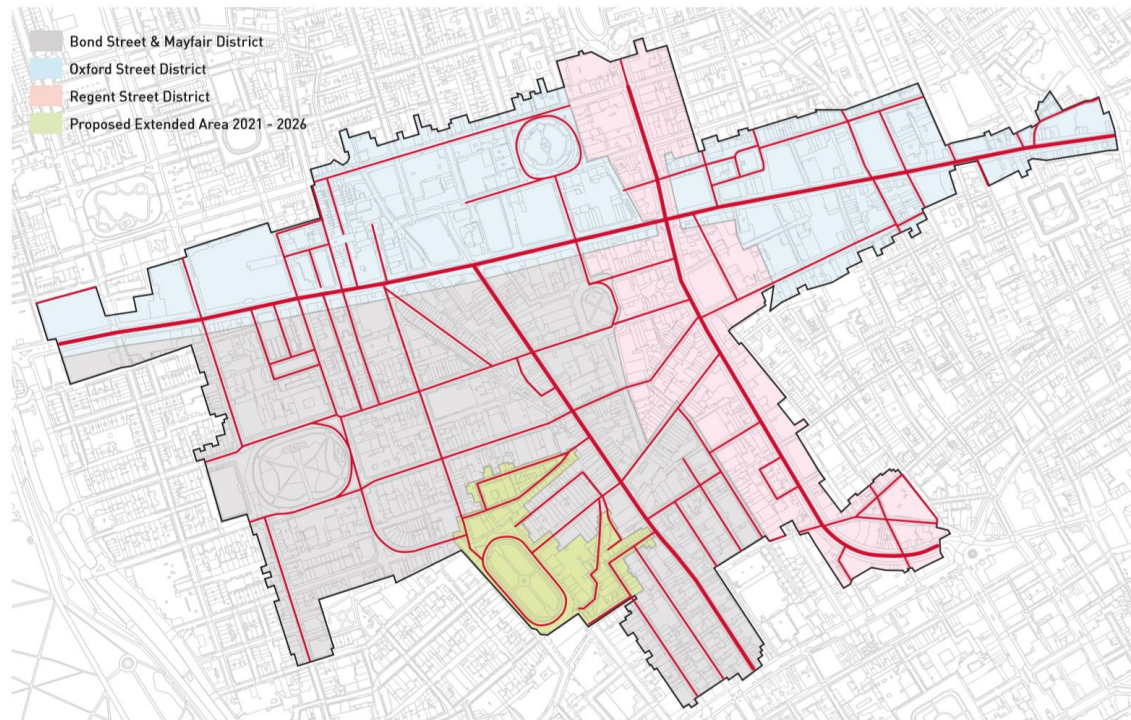 Bond Street & Mayfair District
Oxford Street District
Regent Street District
Proposed Extended Area 2021 - 2026